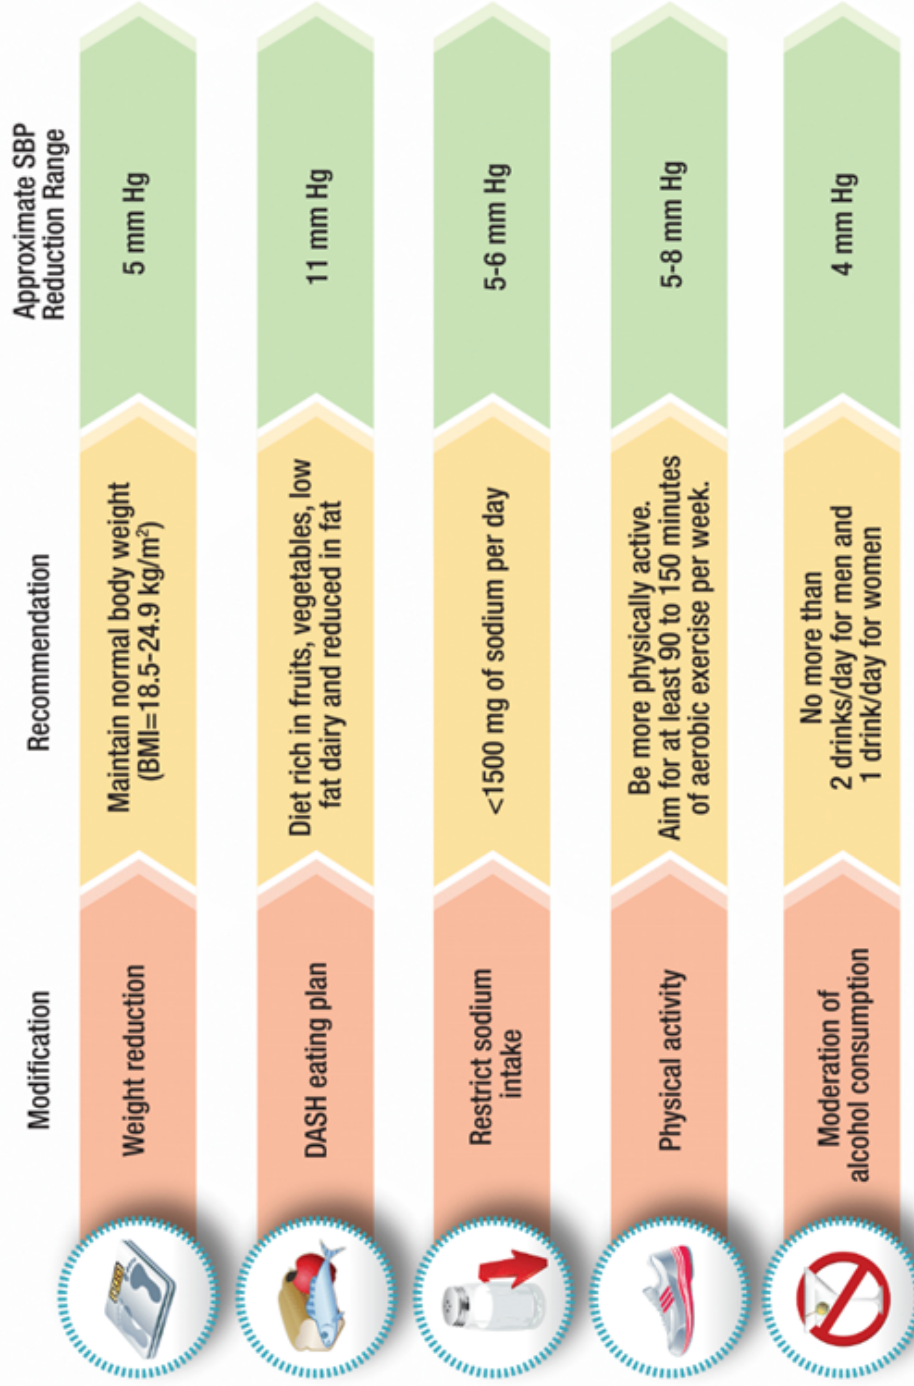 Modification
Recommendation
Approximate SBP
Reduction Range
Weight reduction
Maintain normal body weight
(BMI=18.5-24.9 kg/m²)
5 mm Hg
DASH eating plan
Diet rich in fruits, vegetables, low
fat dairy and reduced in fat
11 mm Hg
Restrict sodium
intake
<1500 mg of sodium per day
5-6 mm Hg
Physical activity
Be more physically active.
Aim for at least 90 to 150 minutes
of aerobic exercise per week.
5-8 mm Hg
Moderation of
alcohol consumption
No more than
2 drinks/day for men and
1 drink/day for women
4 mm Hg